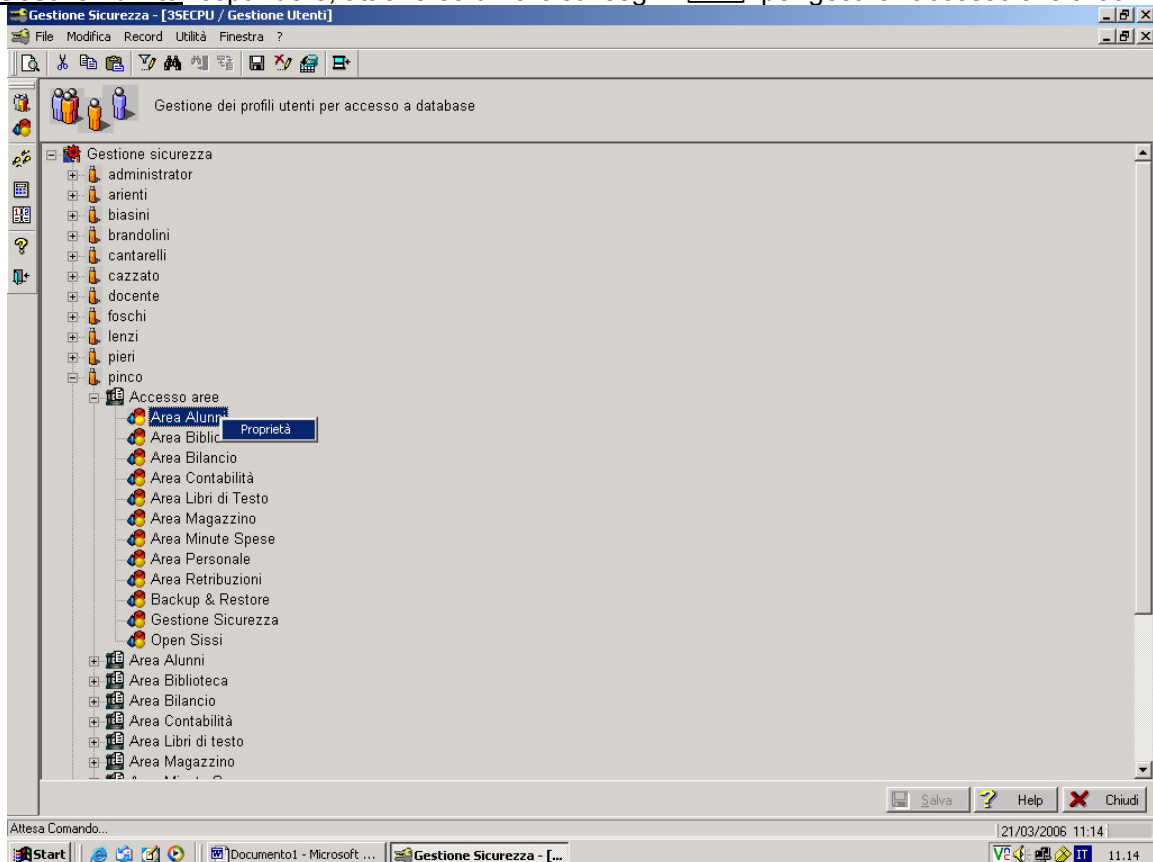 Gestione Sicurezza - [3SECPU / Gestione Utenti]
File Modifica Record Utilità Finestra ?
Gestione dei profili utenti per accesso a database
Gestione sicurezza
administrator
arienti
biasini
brandolini
cantarelli
cazzato
docente
foschi
lenzi
pieri
pinco
Accesso aree
Area Alunni
Proprietà
Area
Area Bilancio
Area Contabilità
Area Libri di Testo
Area Magazzino
Area Minute Spese
Area Personale
Area Retribuzioni
Backup & Restore
Gestione Sicurezza
Open Sissi
Area Alunni
Area Biblioteca
Area Bilancio
Area Contabilità
Area Libri di testo
Area Magazzino
Salva Help Chiudi
Attesa Comando... 21/03/2006 11:14
Start Documento1 - Microsoft ... Gestione Sicurezza - [... IT 11.14